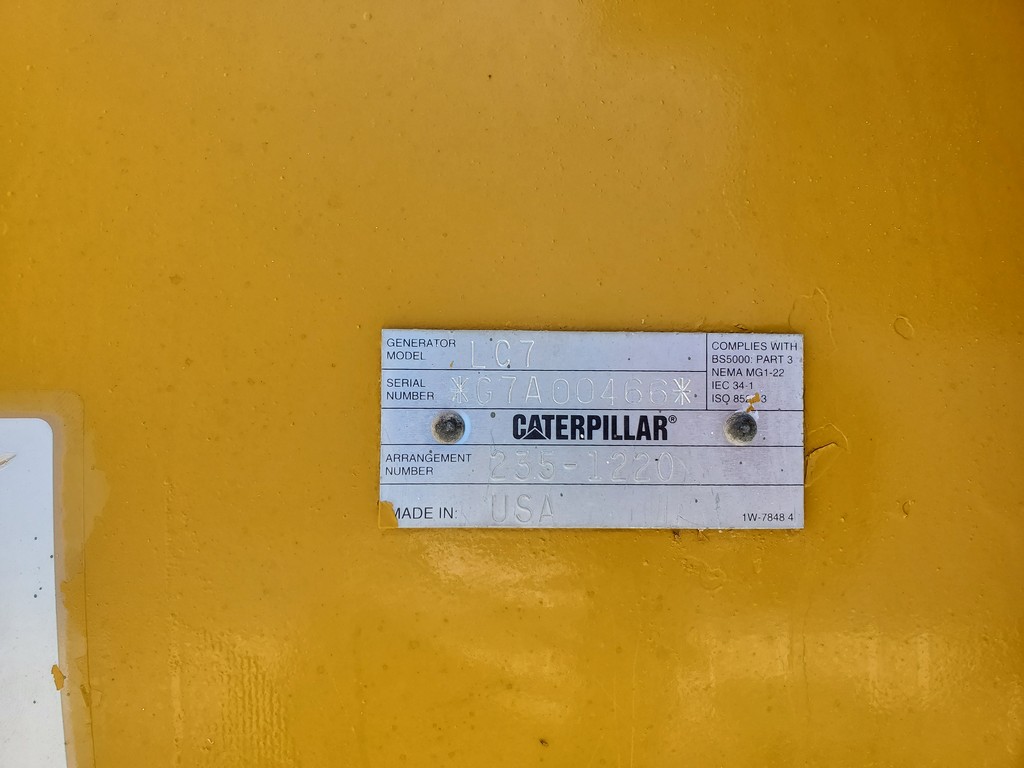 GENERATOR
MODEL LC7
SERIAL
NUMBER *G7A00466*
COMPLIES WITH
BS5000: PART 3
NEMA MG1-22
IEC 34-1
ISO
CATERPILLAR®
ARRANGEMENT
NUMBER 235-1220
MADE IN: USA
1W-7848 4